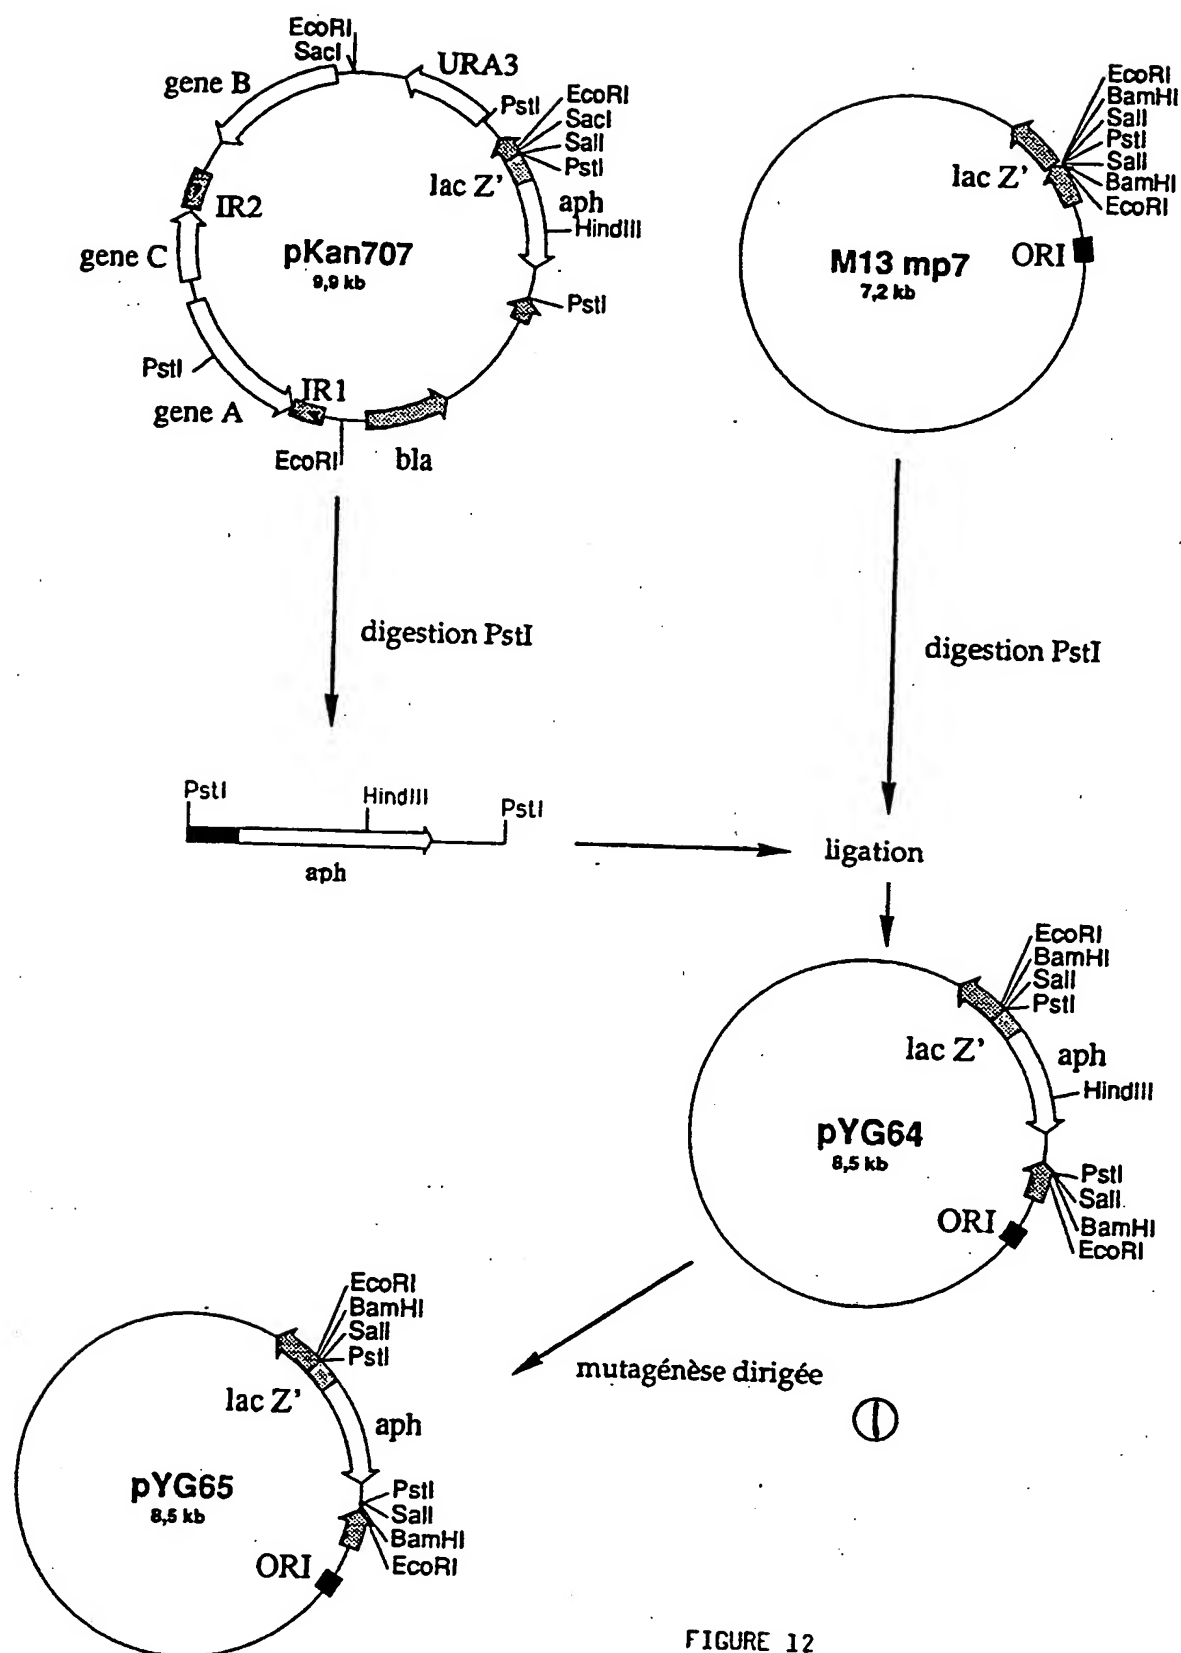 EcoRI
SacI
gene B
URA3
PstI
EcoRI
SacI
SalI
PstI
lac Z'
aph
HindIII
IR2
gene C
pKan707
9,9 kb
PstI
PstI
gene A
IR1
EcoRI
bla
EcoRI
BamHI
SalI
PstI
SalI
BamHI
EcoRI
lac Z'
ORI
M13 mp7
7,2 kb
digestion PstI
digestion PstI
PstI
HindIII
PstI
aph
ligation
EcoRI
BamHI
SalI
PstI
lac Z'
aph
HindIII
pYG64
8,5 kb
PstI
SalI
BamHI
EcoRI
ORI
mutagénèse dirigée
EcoRI
BamHI
SalI
PstI
lac Z'
aph
pYG65
8,5 kb
PstI
SalI
BamHI
EcoRI
ORI
FIGURE 12